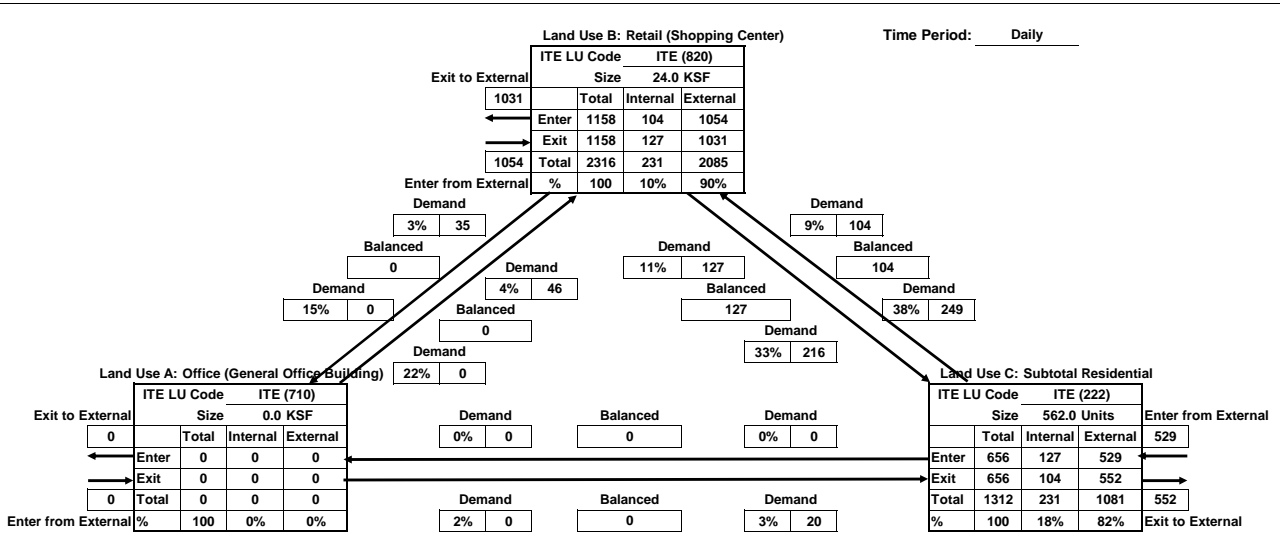 Land Use B: Retail (Shopping Center)
Time Period: Daily
ITE LU Code ITE (820)
Exit to External Size 24.0 KSF
1031 Total Internal External
Enter 1158 104 1054
Exit 1158 127 1031
1054 Total 2316 231 2085
Enter from External % 100 10% 90%
Demand
3% 35
Balanced
0
Demand
15% 0
Demand
4% 46
Balanced
0
Demand
22% 0
Demand
11% 127
Balanced
127
Demand
33% 216
Demand
9% 104
Balanced
104
Demand
38% 249
Land Use A: Office (General Office Building)
ITE LU Code ITE (710)
Exit to External Size 0.0 KSF
0 Total Internal External
Enter 0 0 0
Exit 0 0 0
0 Total 0 0 0
Enter from External % 100 0% 0%
Demand Balanced Demand
0% 0 0 0% 0
Demand Balanced Demand
2% 0 0 3% 20
Land Use C: Subtotal Residential
ITE LU Code ITE (222)
Size 562.0 Units Enter from External
Total Internal External 529
Enter 656 127 529
Exit 656 104 552
Total 1312 231 1081 552
% 100 18% 82% Exit to External